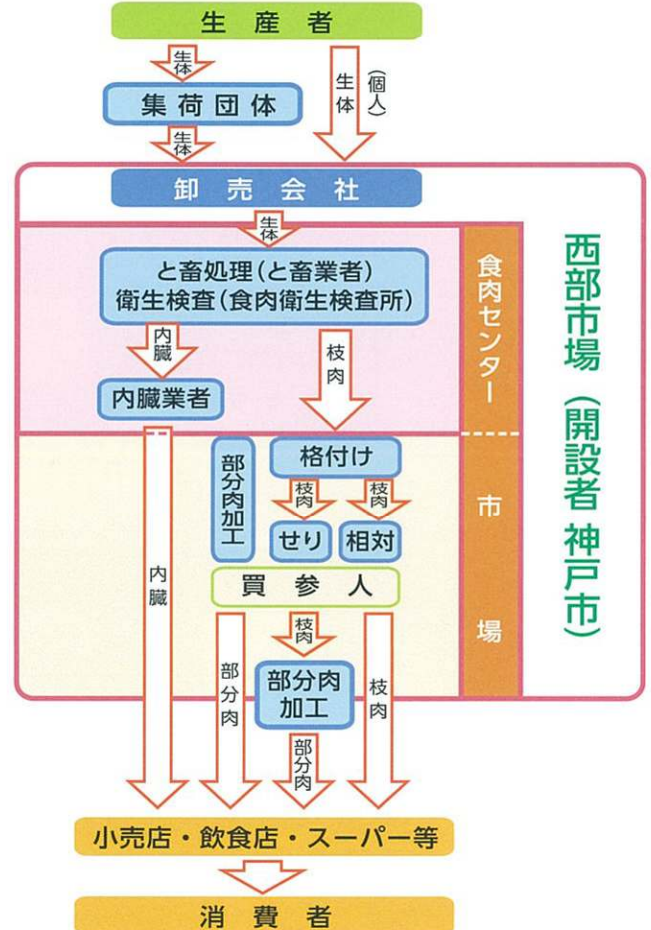 生産者
生体
集荷団体
生体
生体
(個人)
卸売会社
生体
と畜処理(と畜業者)
衛生検査(食肉衛生検査所)
内臓
枝肉
内臓業者
食肉センター
西部市場(開設者 神戸市)
部分肉加工
格付け
枝肉
枝肉
せり
相対
買参人
市場
内臓
枝肉
部分肉
部分肉
加工
枝肉
部分肉
小売店・飲食店・スーパー等
消費者